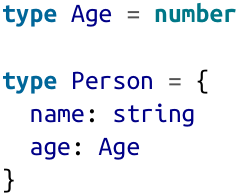 type Age = number

type Person = {
  name: string
  age: Age
}